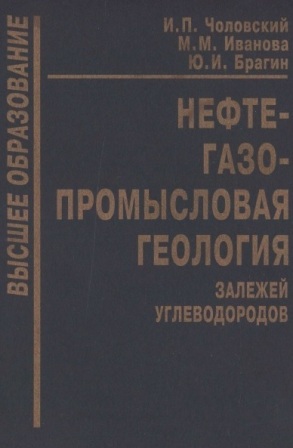 И.П. Чоловский
М.М. Иванова
Ю.И. Брагин
ВЫСШЕЕ ОБРАЗОВАНИЕ
НЕФТЕ-
ГАЗО-
ПРОМЫСЛОВАЯ
ГЕОЛОГИЯ
ЗАЛЕЖЕЙ
УГЛЕВОДОРОДОВ